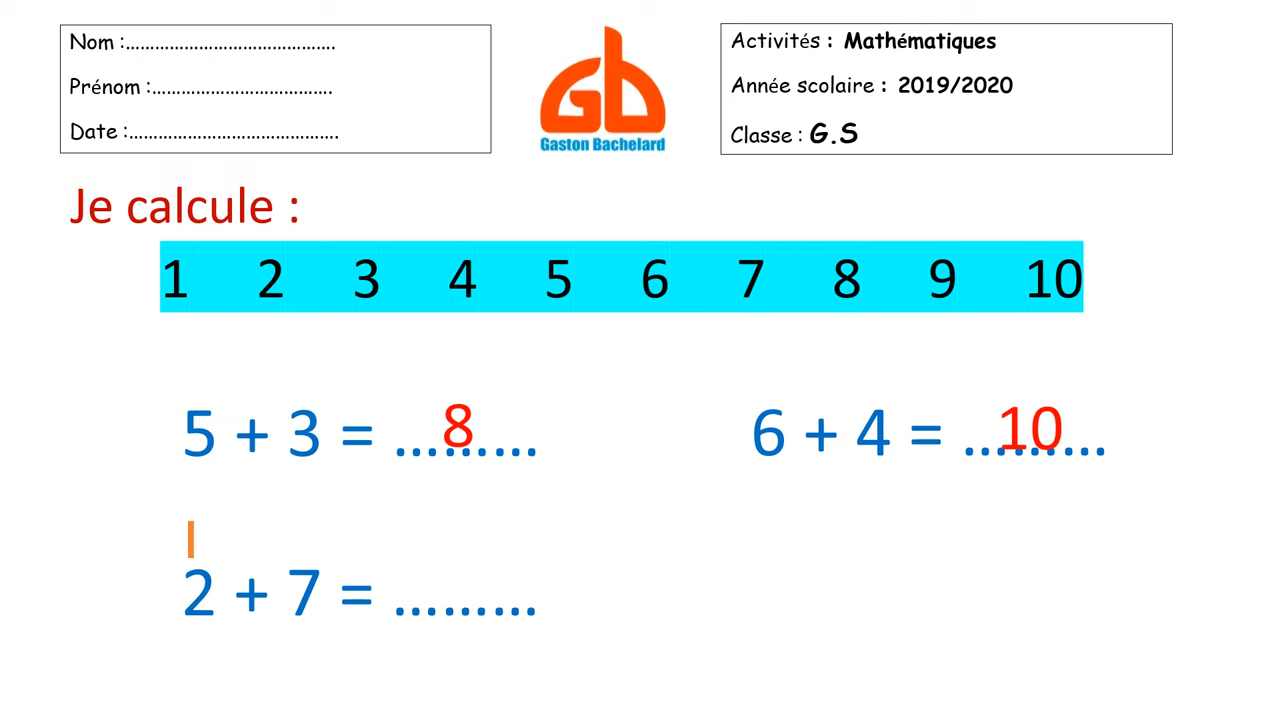 Nom :……………………………………
Prénom :………………………………
Date :……………………………………
Gb
Gaston Bachelard
Activités : Mathématiques
Année scolaire : 2019/2020
Classe : G.S
Je calcule :
1 2 3 4 5 6 7 8 9 10
5 + 3 = ...8......
6 + 4 = ...10......
2 + 7 = .........